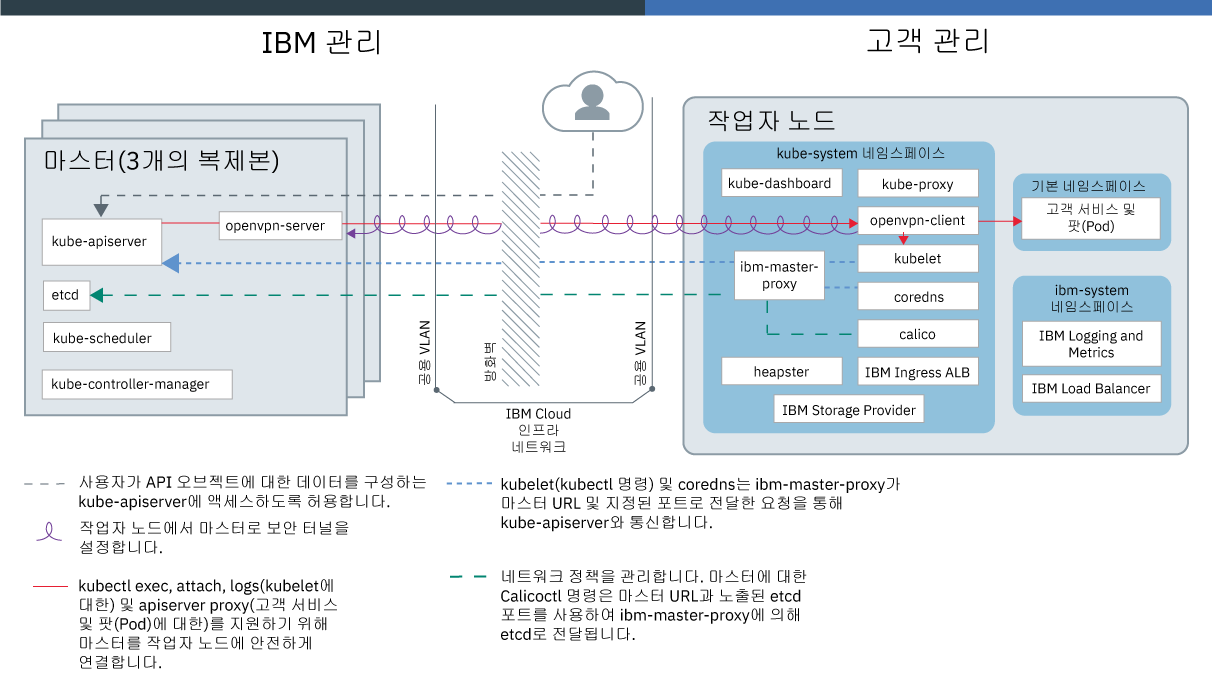 IBM 관리
고객 관리
마스터(3개의 복제본)
kube-apiserver
openvpn-server
etcd
kube-scheduler
kube-controller-manager
공용 VLAN
방화벽
공용 VLAN
IBM Cloud
인프라
네트워크
작업자 노드
kube-system 네임스페이스
kube-dashboard
kube-proxy
openvpn-client
kubelet
ibm-master-
proxy
coredns
calico
heapster
IBM Ingress ALB
IBM Storage Provider
기본 네임스페이스
고객 서비스 및
팟(Pod)
ibm-system
네임스페이스
IBM Logging and
Metrics
IBM Load Balancer
사용자가 API 오브젝트에 대한 데이터를 구성하는
kube-apiserver에 액세스하도록 허용합니다.
작업자 노드에서 마스터로 보안 터널을
설정합니다.
kubectl exec, attach, logs(kubelet에
대한) 및 apiserver proxy(고객 서비스
및 팟(Pod)에 대한)를 지원하기 위해
마스터를 작업자 노드에 안전하게
연결합니다.
kubelet(kubectl 명령) 및 coredns는 ibm-master-proxy가
마스터 URL 및 지정된 포트로 전달한 요청을 통해
kube-apiserver와 통신합니다.
네트워크 정책을 관리합니다. 마스터에 대한
Calicoctl 명령은 마스터 URL과 노출된 etcd
포트를 사용하여 ibm-master-proxy에 의해
etcd로 전달됩니다.